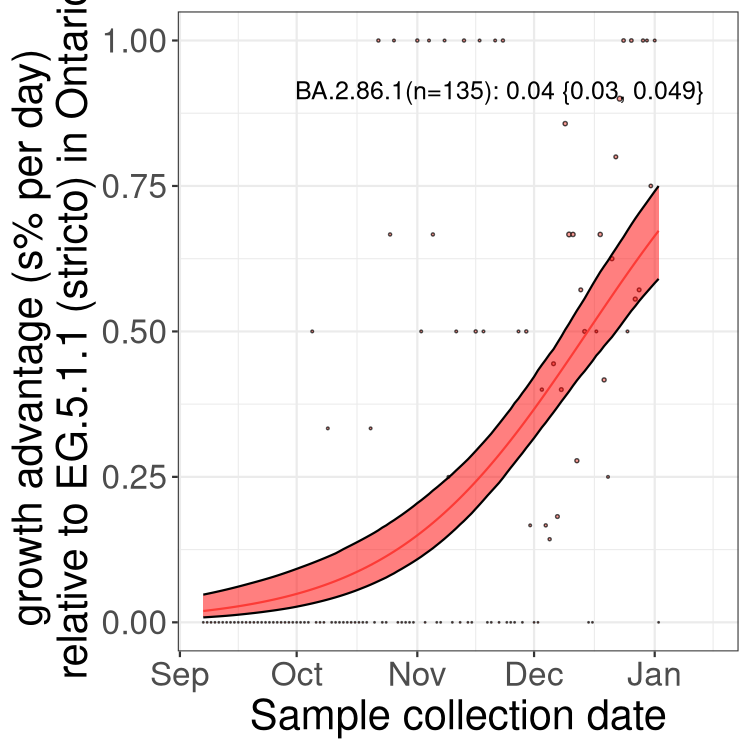 growth advantage (s% per day)
relative to EG.5.1.1 (stricto) in Ontario
1.00
BA.2.86.1(n=135): 0.04 {0.03, 0.049}
0.75
0.50
0.25
0.00
Sep Oct Nov Dec Jan
Sample collection date